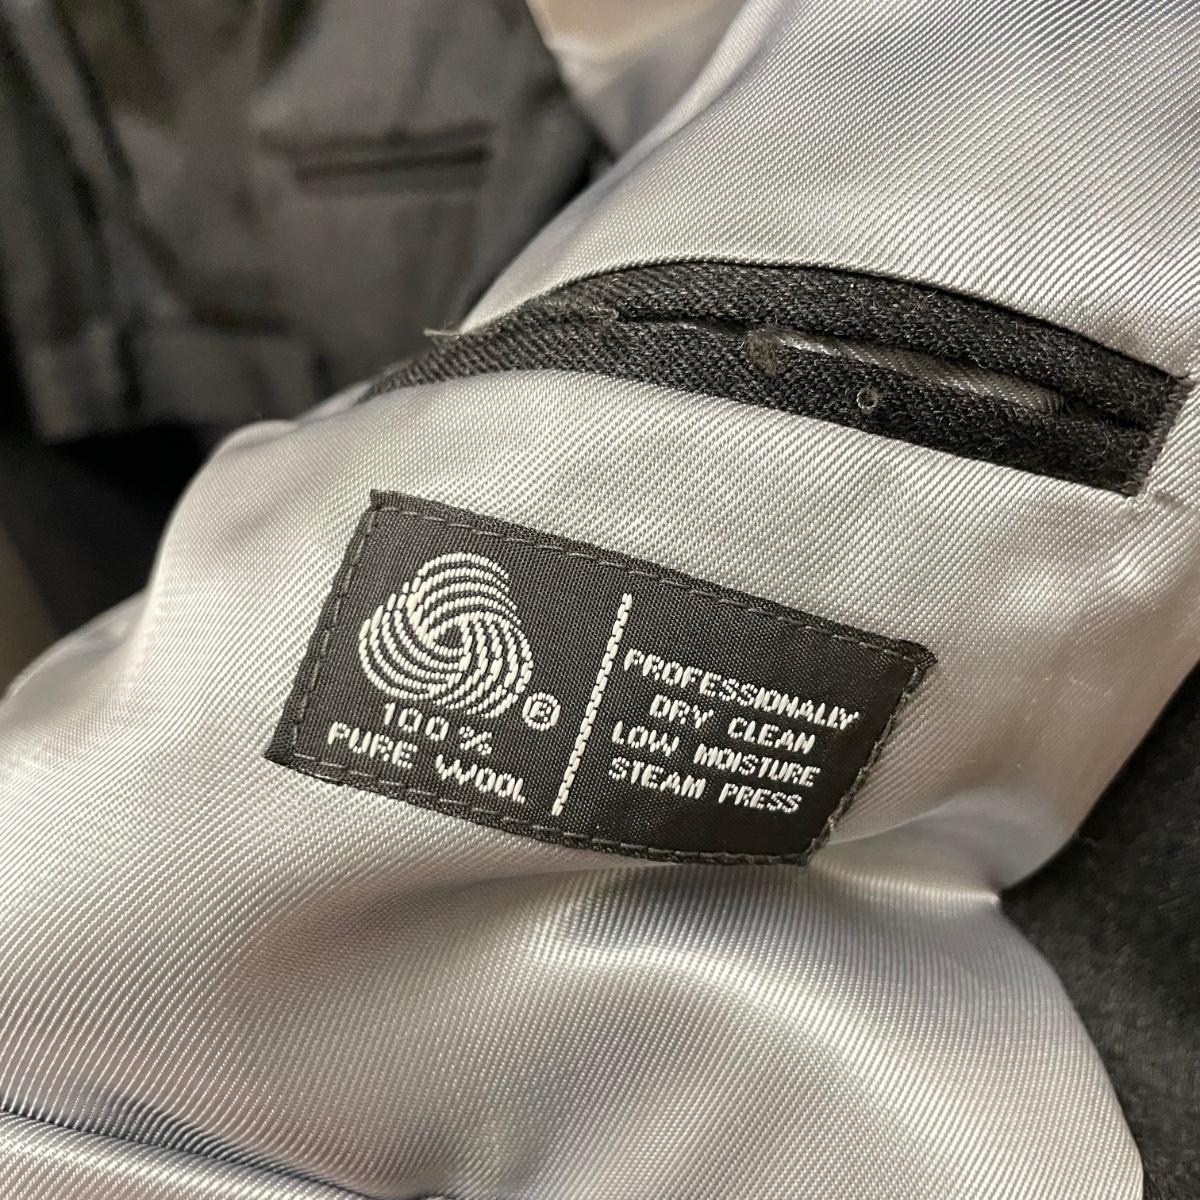 ®
100%
PURE WOOL
PROFESSIONALLY
DRY CLEAN
LOW MOISTURE
STEAM PRESS